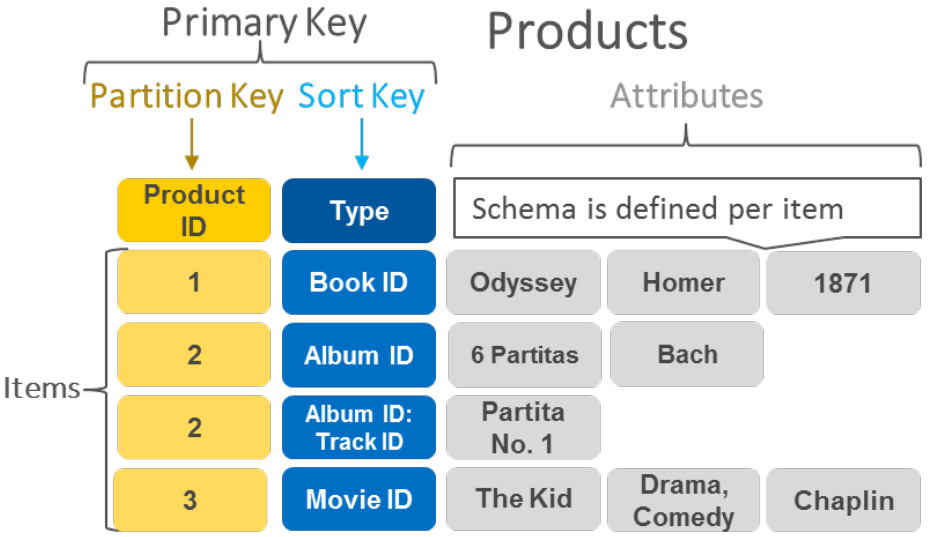 Primary Key
Products
Partition Key
Sort Key
Attributes
Product
ID
Type
Schema is defined per item
1
Book ID
Odyssey
Homer
1871
2
Album ID
6 Partitas
Bach
Items
2
Album ID:
Track ID
Partita
No. 1
3
Movie ID
The Kid
Drama,
Comedy
Chaplin